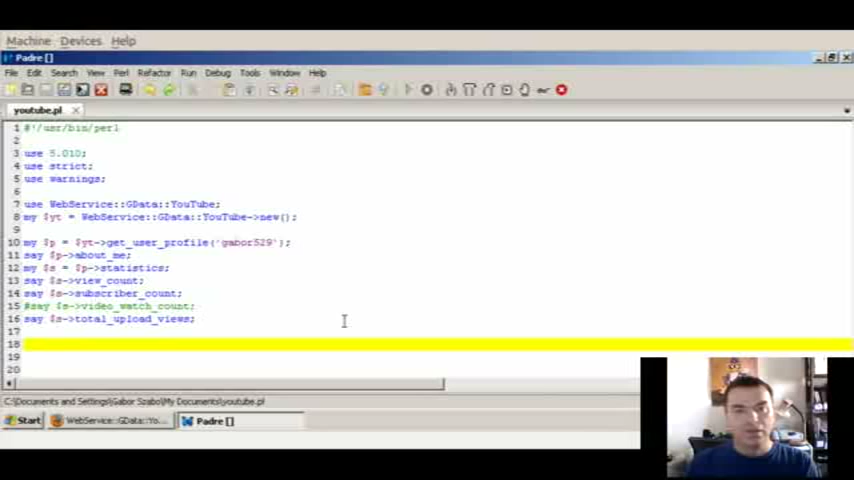 Machine Devices Help
Padre []
File Edit Search View Perl Refactor Run Debug Tools Window Help
youtube.pl
1 #!/usr/bin/perl
2
3 use 5.010;
4 use strict;
5 use warnings;
6
7 use WebService::GData::YouTube;
8 my $yt = WebService::GData::YouTube->new();
9
10 my $p = $yt->get_user_profile('gabor529');
11 say $p->about_me;
12 my $s = $p->statistics;
13 say $s->view_count;
14 say $s->subscriber_count;
15 #say $s->video_watch_count;
16 say $s->total_upload_views;
17
18
19
20
C:\Documents and Settings\Gabor Szabo\My Documents\youtube.pl
Start WebService::GData::Yo... Padre []